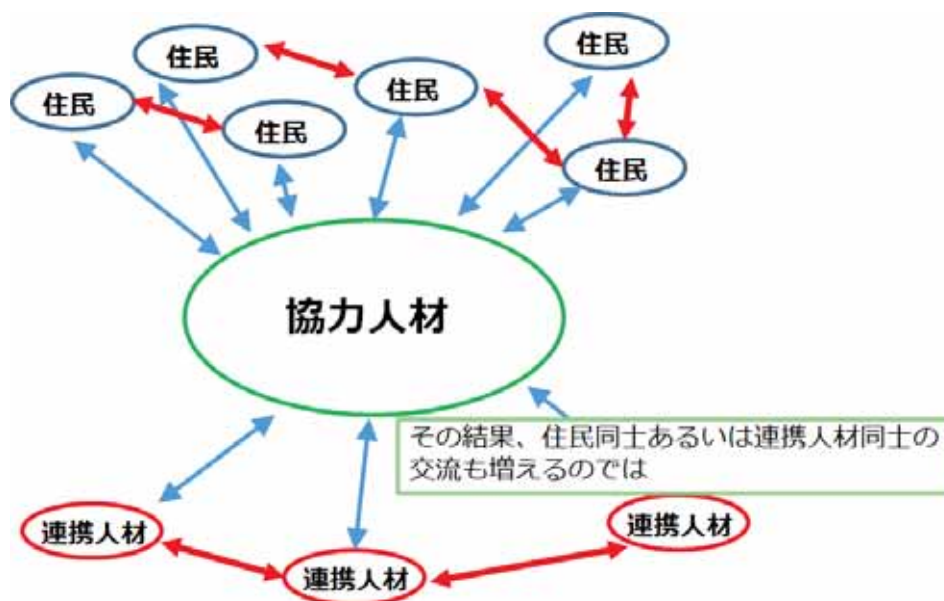 住民
住民
住民
住民
住民
住民
協力人材
その結果、住民同士あるいは連携人材同士の
交流も増えるのでは
連携人材
連携人材
連携人材